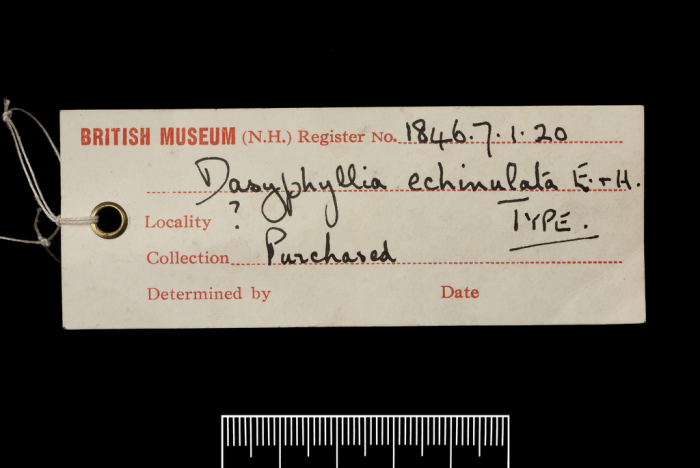 BRITISH MUSEUM (N.H.) Register No. 1846.7.1.20
Dasyphyllia echinulata E.+H.
Locality ? TYPE.
Collection Purchased
Determined by Date